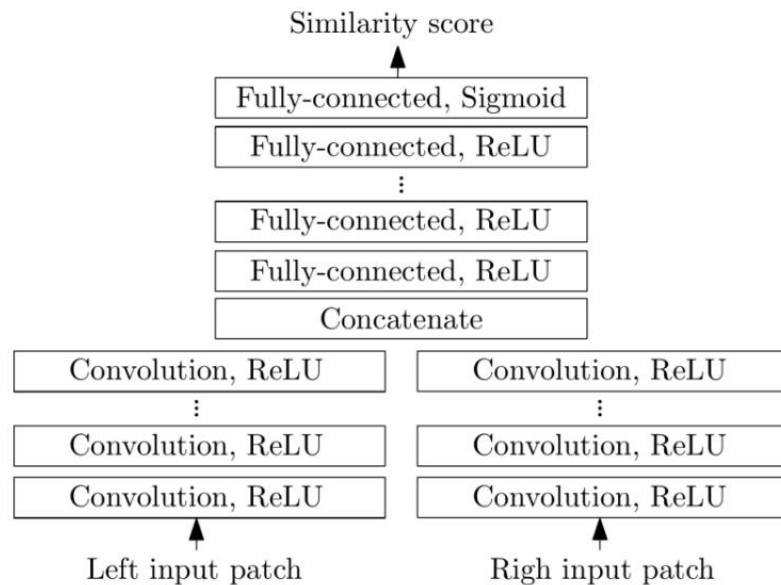 Similarity score
Fully-connected, Sigmoid
Fully-connected, ReLU
⋮
Fully-connected, ReLU
Fully-connected, ReLU
Concatenate
Convolution, ReLU Convolution, ReLU
⋮ ⋮
Convolution, ReLU Convolution, ReLU
Convolution, ReLU Convolution, ReLU
Left input patch Righ input patch